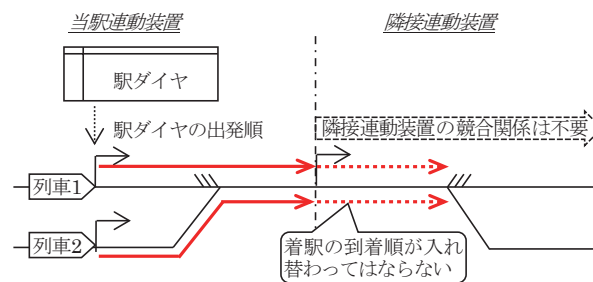 当駅連動装置
隣接連動装置
駅ダイヤ
駅ダイヤの出発順
隣接連動装置の競合関係は不要
列車1
列車2
着駅の到着順が入れ
替わってはならない